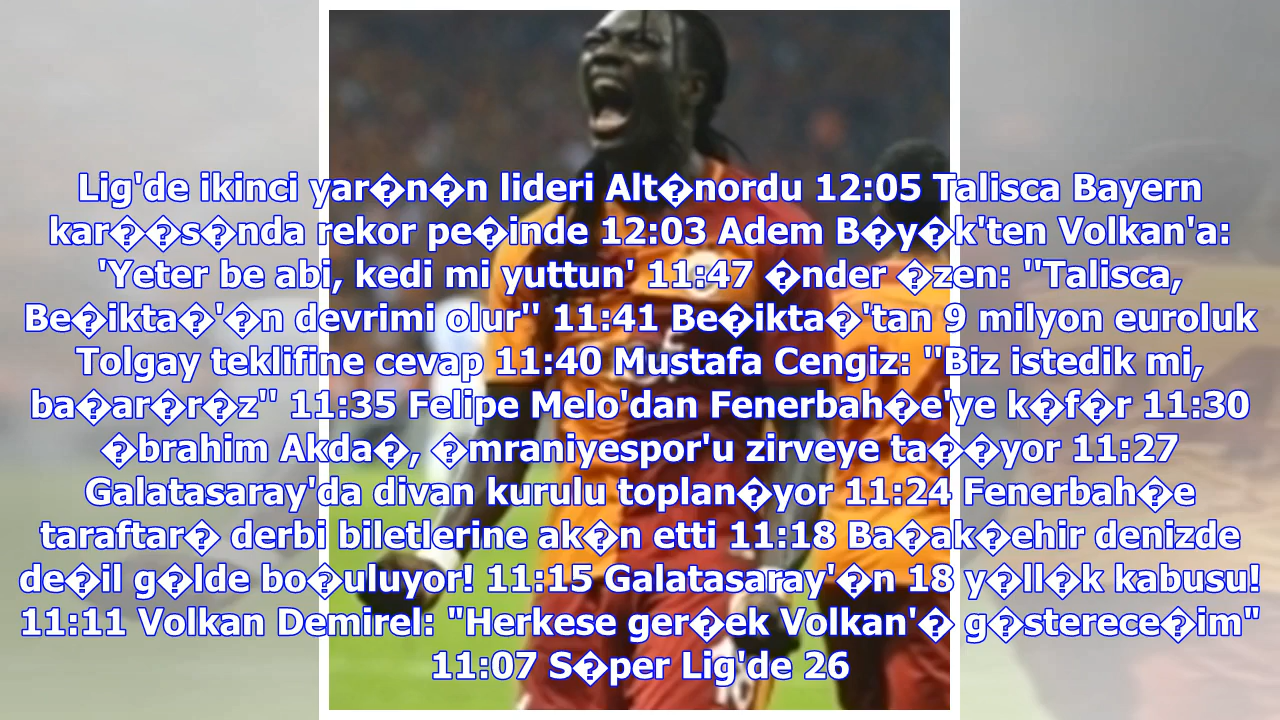 Lig'de ikinci yar�n�n lideri Alt�nordu 12:05 Talisca Bayern
kar��s�nda rekor pe�inde 12:03 Adem B�y�k'ten Volkan'a:
'Yeter be abi, kedi mi yuttun' 11:47 �nder �zen: ''Talisca,
Be�ikta�'�n devrimi olur'' 11:41 Be�ikta�'tan 9 milyon euroluk
Tolgay teklifine cevap 11:40 Mustafa Cengiz: ''Biz istedik mi,
ba�ar�r�z'' 11:35 Felipe Melo'dan Fenerbah�e'ye k�f�r 11:30
�brahim Akda�, �mraniyespor'u zirveye ta��yor 11:27
Galatasaray'da divan kurulu toplan�yor 11:24 Fenerbah�e
taraftar� derbi biletlerine ak�n etti 11:18 Ba�ak�ehir denizde
de�il g�lde bo�uluyor! 11:15 Galatasaray'�n 18 y�ll�k kabusu!
11:11 Volkan Demirel: "Herkese ger�ek Volkan'� g�sterece�im"
11:07 S�per Lig'de 26